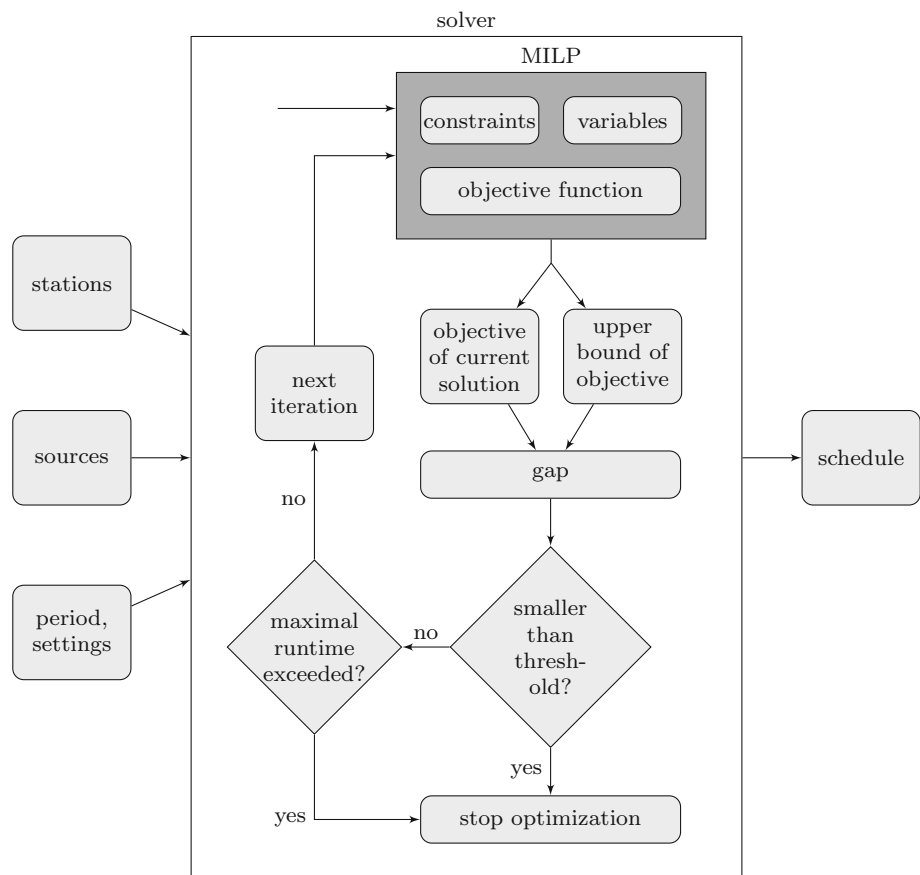 solver
MILP
constraints
variables
objective function
stations
objective
of current
solution
upper
bound of
objective
next
iteration
sources
gap
schedule
no
period,
settings
maximal
runtime
exceeded?
no
smaller
than
thresh-
old?
yes
yes
stop optimization